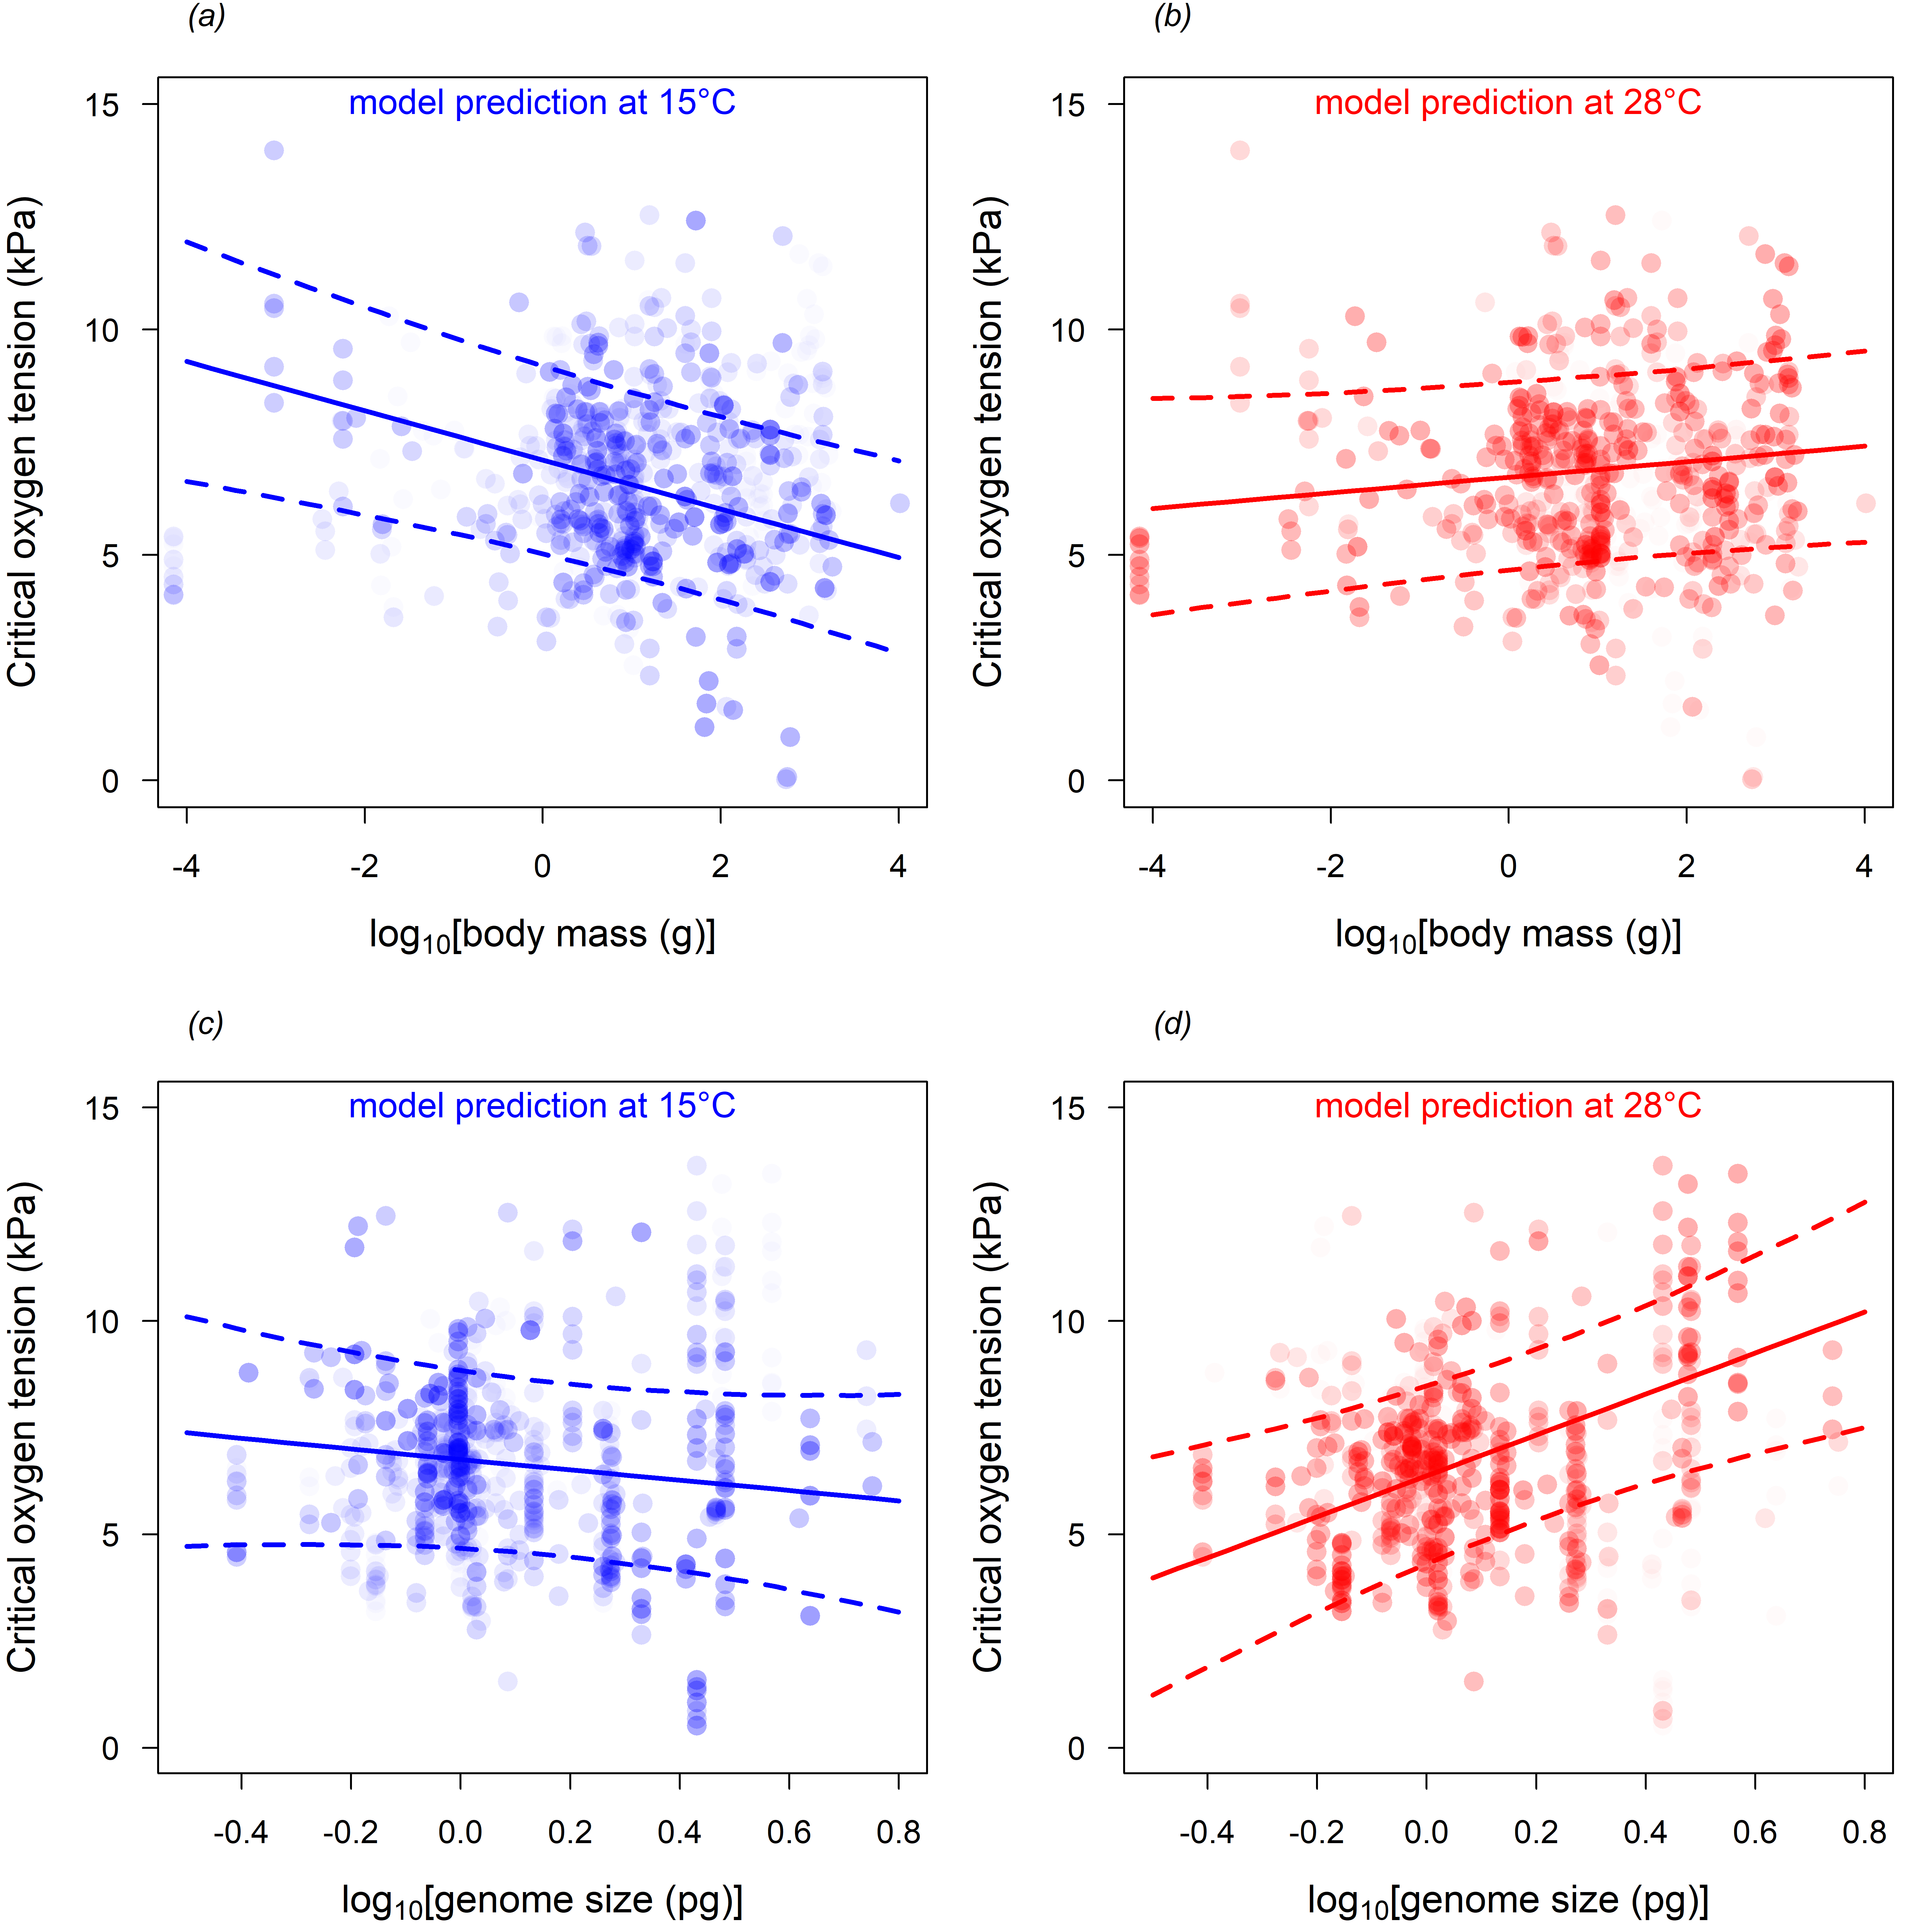 (a)
model prediction at 15°C
Critical oxygen tension (kPa)
15
10
5
0
-4 -2 0 2 4
log₁₀[body mass (g)]
(b)
model prediction at 28°C
Critical oxygen tension (kPa)
15
10
5
0
-4 -2 0 2 4
log₁₀[body mass (g)]
(c)
model prediction at 15°C
Critical oxygen tension (kPa)
15
10
5
0
-0.4 -0.2 0.0 0.2 0.4 0.6 0.8
log₁₀[genome size (pg)]
(d)
model prediction at 28°C
Critical oxygen tension (kPa)
15
10
5
0
-0.4 -0.2 0.0 0.2 0.4 0.6 0.8
log₁₀[genome size (pg)]